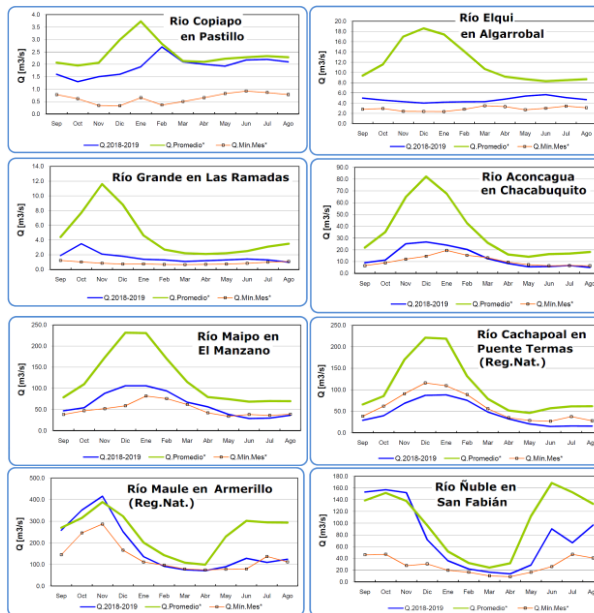 Rio Copiapo
en Pastillo
Q [m3/s]
4.0
3.5
3.0
2.5
2.0
1.5
1.0
0.5
0.0
Sep Oct Nov Dic Ene Feb Mar Abr May Jun Jul Ago
Q.2018-2019 Q.Promedio* Q.Mín.Mes*
Río Elqui
en Algarrobal
Q [m3/s]
20.0
18.0
16.0
14.0
12.0
10.0
8.0
6.0
4.0
2.0
0.0
Sep Oct Nov Dic Ene Feb Mar Abr May Jun Jul Ago
Q.2018-2019 Q.Promedio* Q.Mín.Mes*
Río Grande en Las Ramadas
Q [m3/s]
14.0
12.0
10.0
8.0
6.0
4.0
2.0
0.0
Sep Oct Nov Dic Ene Feb Mar Abr May Jun Jul Ago
Q.2018-2019 Q.Promedio* Q.Mín.Mes*
Rio Aconcagua
en Chacabuquito
Q [m3/s]
90.0
80.0
70.0
60.0
50.0
40.0
30.0
20.0
10.0
0.0
Sep Oct Nov Dic Ene Feb Mar Abr May Jun Jul Ago
Q.2018-2019 Q.Promedio* Q.Mín.Mes*
Río Maipo en
El Manzano
Q [m3/s]
250.0
200.0
150.0
100.0
50.0
0.0
Sep Oct Nov Dic Ene Feb Mar Abr May Jun Jul Ago
Q.2018-2019 Q.Promedio* Q.Mín.Mes*
Río Cachapoal en
Puente Termas
(Reg.Nat.)
Q [m3/s]
250.0
200.0
150.0
100.0
50.0
0.0
Sep Oct Nov Dic Ene Feb Mar Abr May Jun Jul Ago
Q.2018-2019 Q.Promedio* Q.Mín.Mes*
Río Maule en Armerillo
(Reg.Nat.)
Q [m3/s]
500.0
400.0
300.0
200.0
100.0
0.0
Sep Oct Nov Dic Ene Feb Mar Abr May Jun Jul Ago
Q.2018-2019 Q.Promedio* Q.Mín.Mes*
Río Ñuble en
San Fabián
Q [m3/s]
180.0
160.0
140.0
120.0
100.0
80.0
60.0
40.0
20.0
0.0
Sep Oct Nov Dic Ene Feb Mar Abr May Jun Jul Ago
Q.2018-2019 Q.Promedio* Q.Mín.Mes*